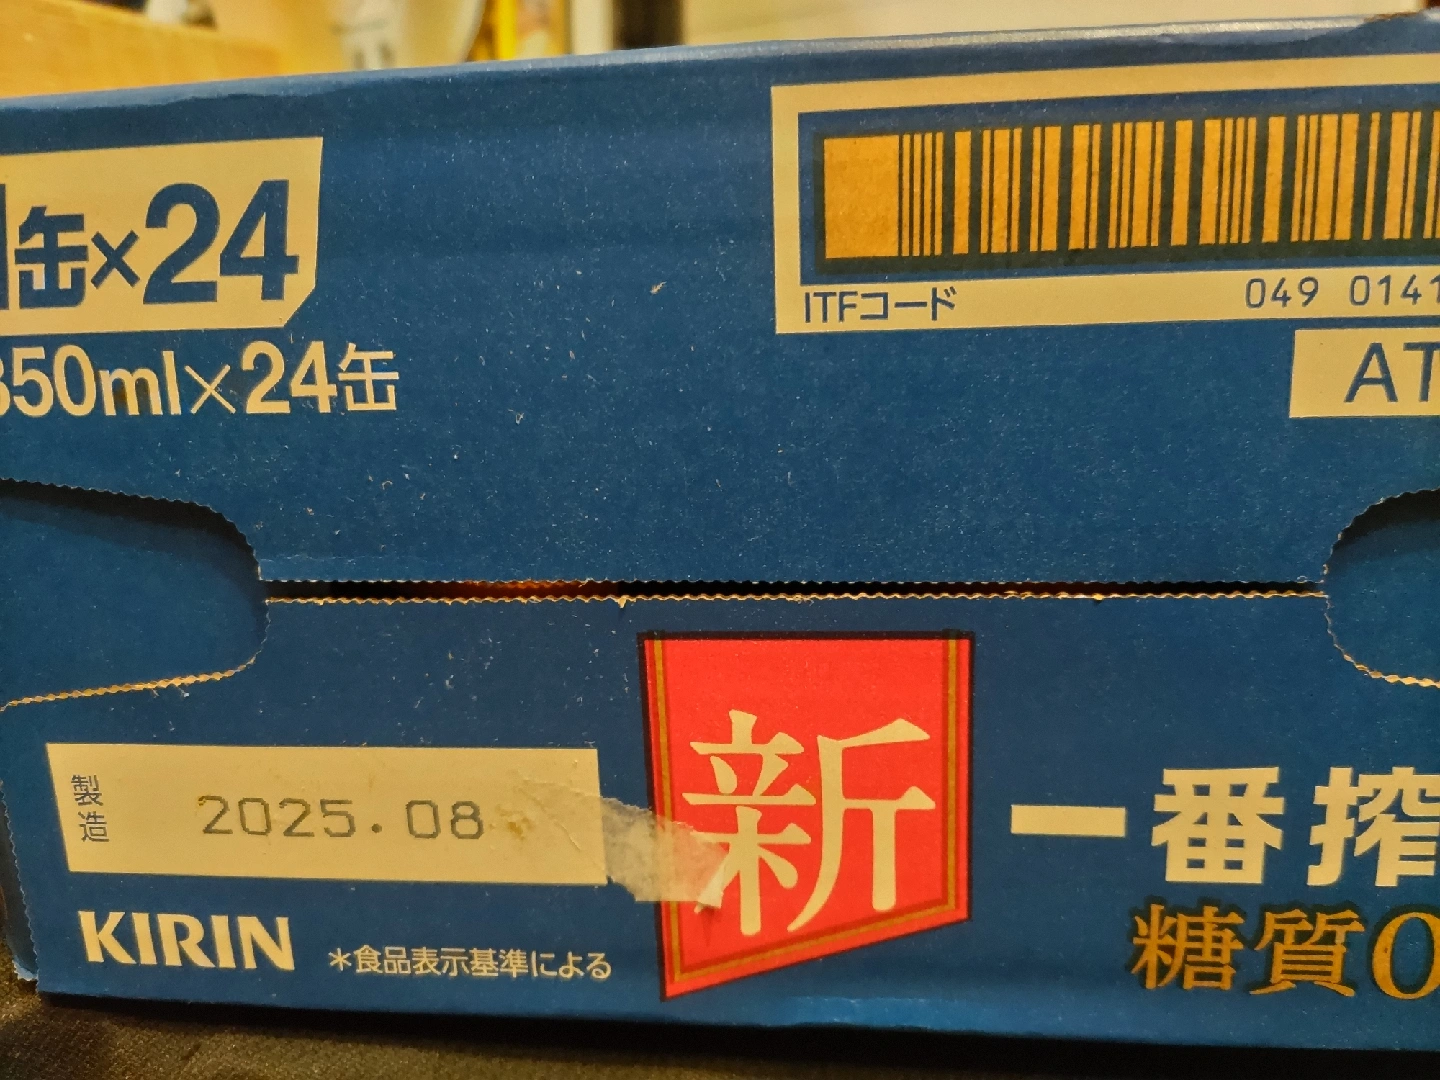 缶×24
350ml×24缶
ITFコード
049 0141
AT
製造
2025.08
KIRIN
*食品表示基準による
新
一番搾
糖質0